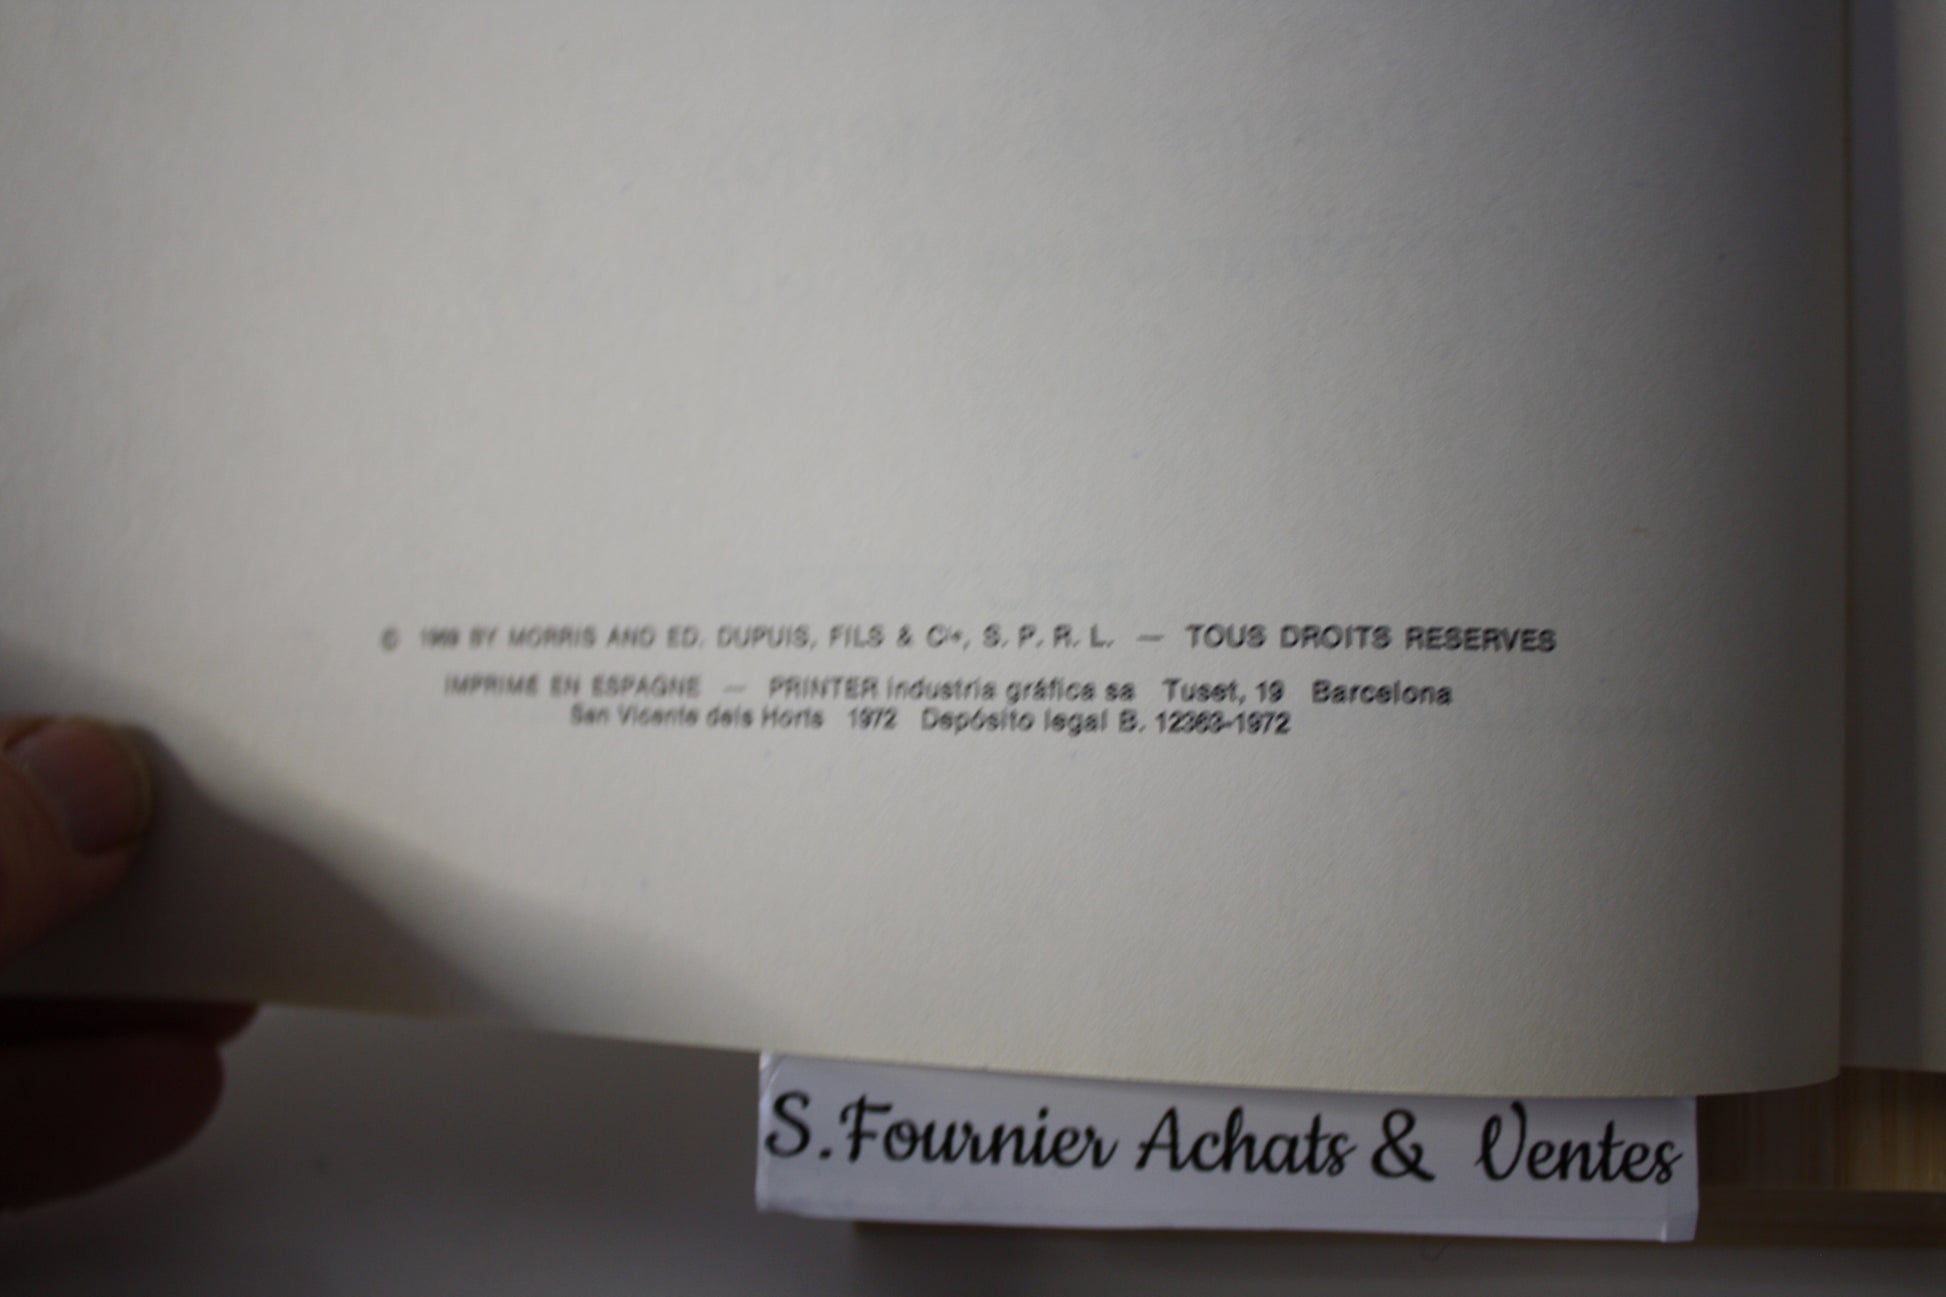 © 1969 BY MORRIS AND ED. DUPUIS, FILS & Cie, S. P. R. L. — TOUS DROITS RESERVES
IMPRIME EN ESPAGNE — PRINTER industria gráfica sa Tuset, 19 Barcelona
San Vicente dels Horts 1972 Depósito legal B. 12363-1972
S.Fournier Achats & Ventes